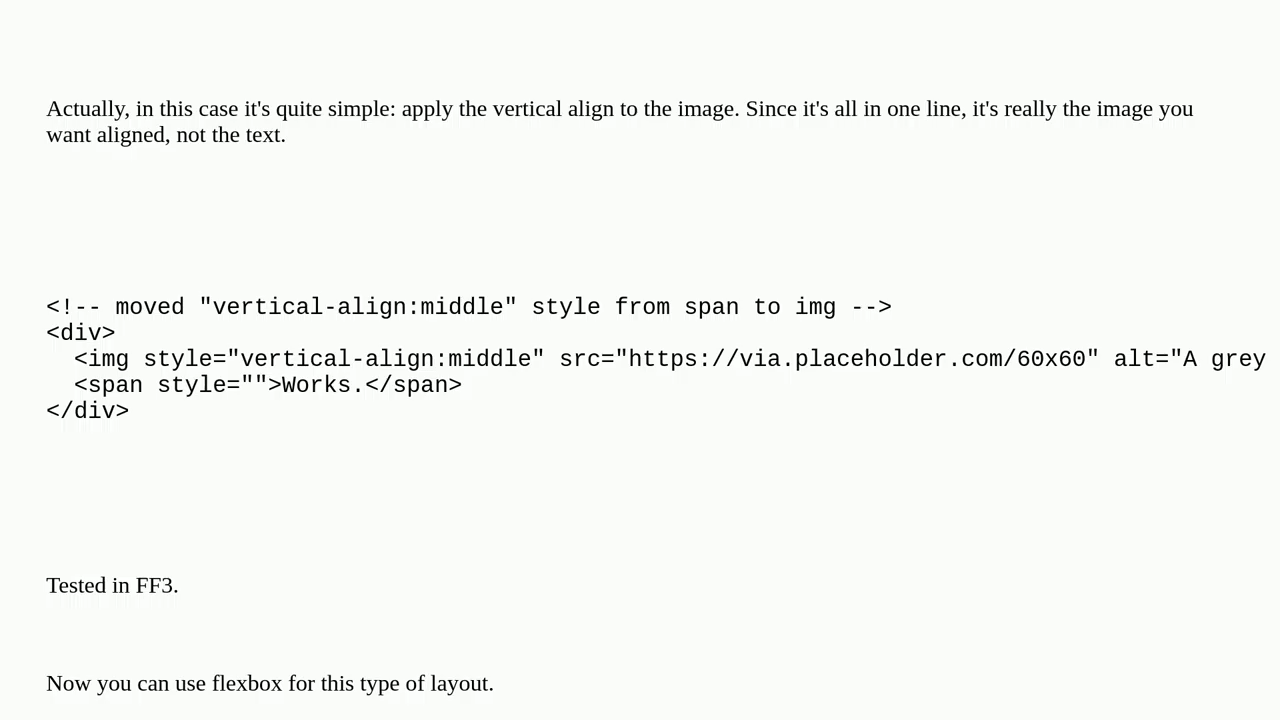 Actually, in this case it's quite simple: apply the vertical align to the image. Since it's all in one line, it's really the image you
want aligned, not the text.
<!-- moved "vertical-align:middle" style from span to img -->
<div>
  <img style="vertical-align:middle" src="https://via.placeholder.com/60x60" alt="A grey
  <span style="">Works.</span>
</div>
Tested in FF3.
Now you can use flexbox for this type of layout.